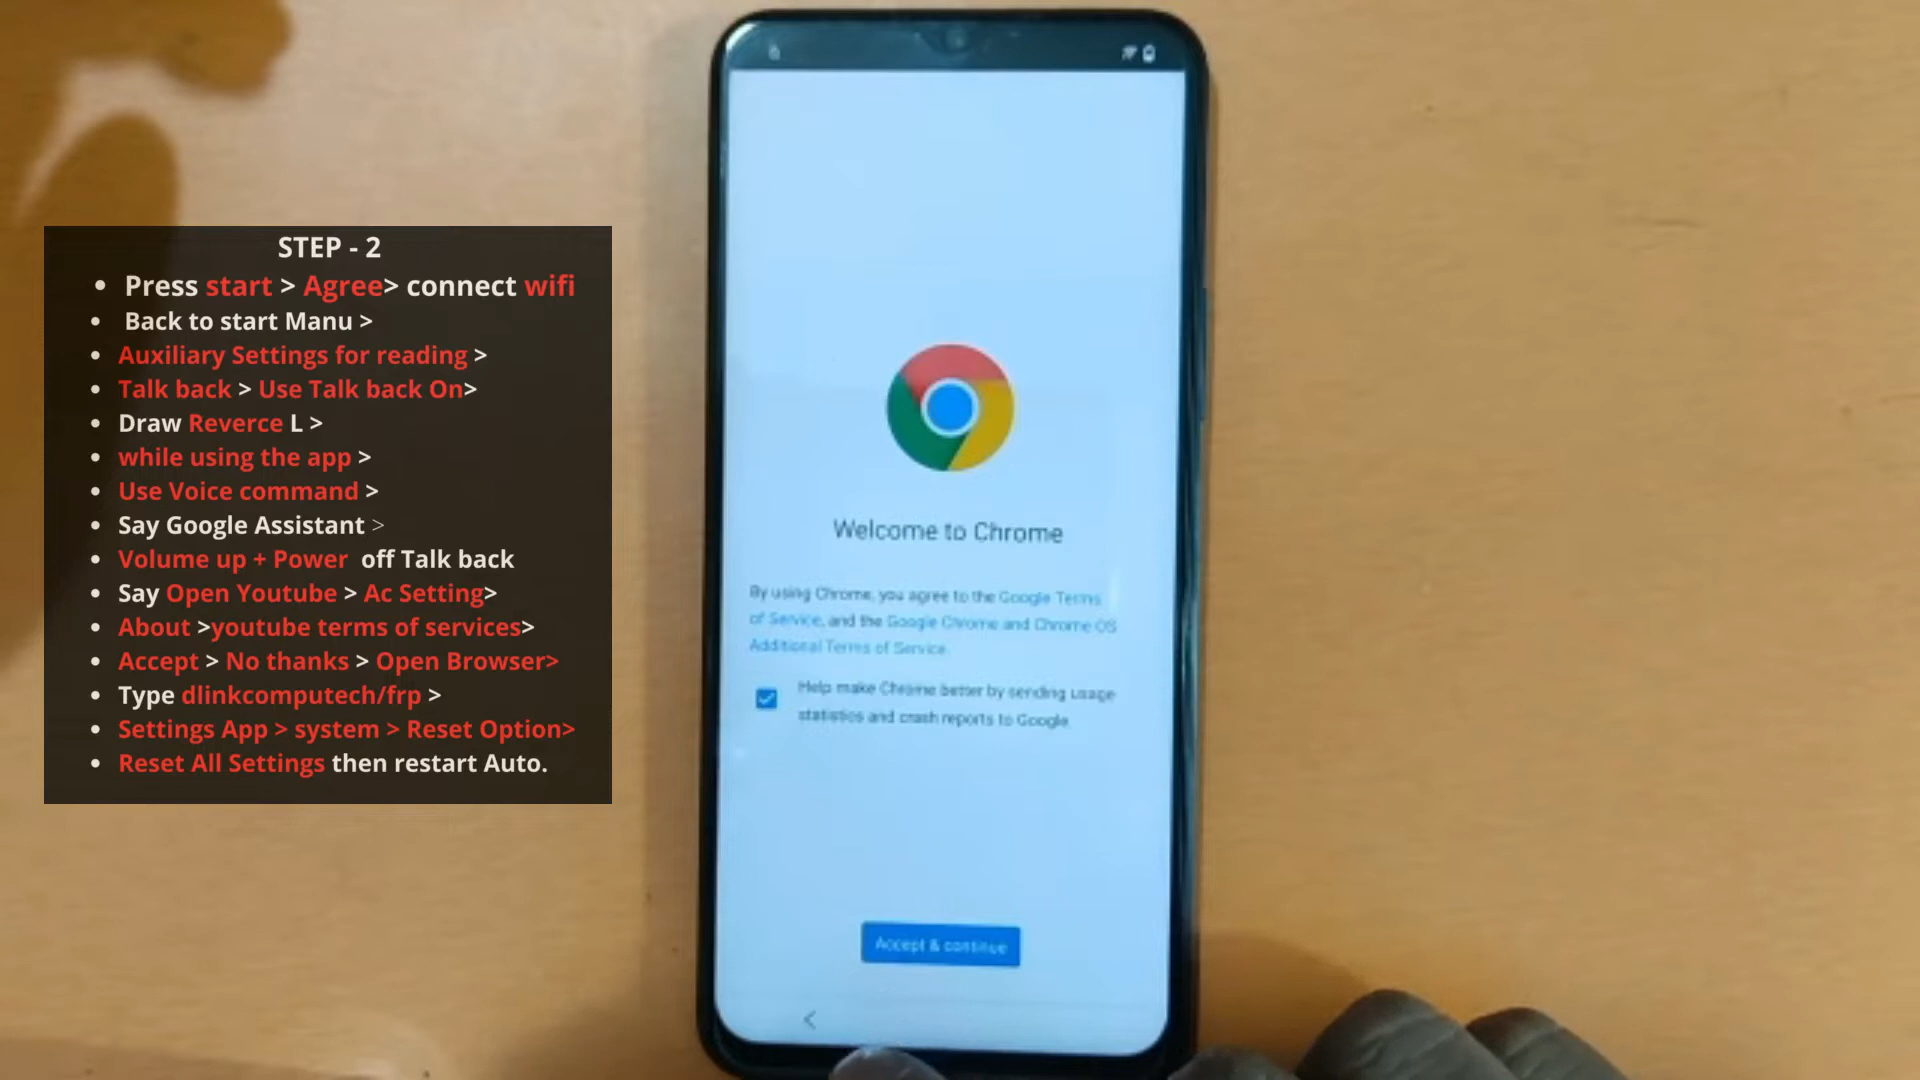 STEP - 2
• Press start > Agree> connect wifi
• Back to start Manu >
• Auxiliary Settings for reading >
• Talk back > Use Talk back On>
• Draw Reverce L >
• while using the app >
• Use Voice command >
• Say Google Assistant >
• Volume up + Power off Talk back
• Say Open Youtube > Ac Setting>
• About >youtube terms of services>
• Accept > No thanks > Open Browser>
• Type dlinkcomputech/frp >
• Settings App > system > Reset Option>
• Reset All Settings then restart Auto.
Welcome to Chrome
By using Chrome, you agree to the Google Terms
of Service, and the Google Chrome and Chrome OS
Additional Terms of Service.
Help make Chrome better by sending usage
statistics and crash reports to Google.
Accept & continue